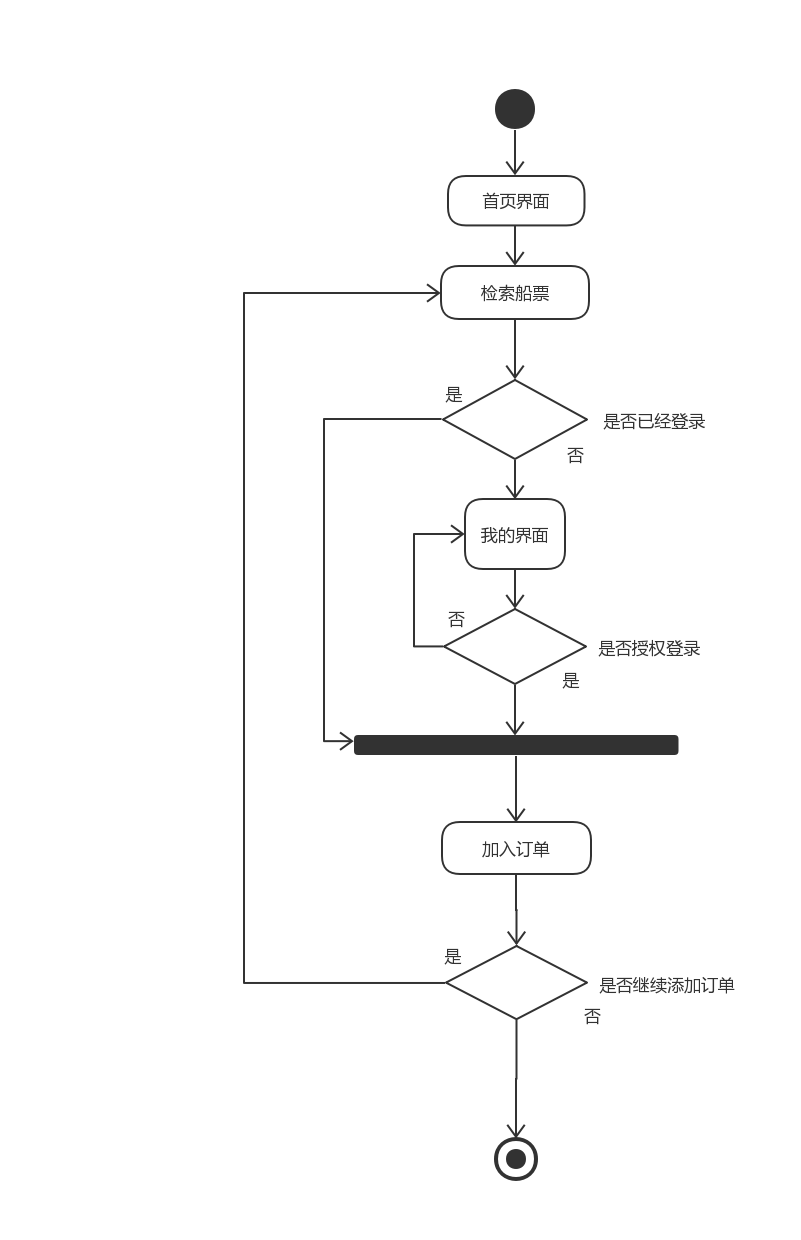 首页界面
检索船票
是
是否已经登录
否
我的界面
否
是否授权登录
是
加入订单
是
是否继续添加订单
否